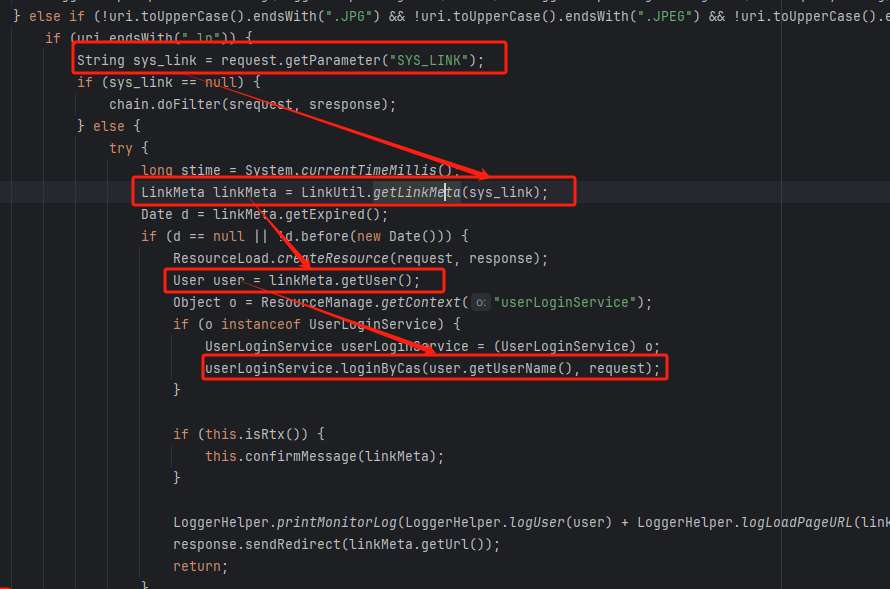 } else if (!uri.toUpperCase().endsWith(".JPG") && !uri.toUpperCase().endsWith(".JPEG") && !uri.toUpperCase().e
if (uri.endsWith(".ln")) {
String sys_link = request.getParameter("SYS_LINK");
if (sys_link == null) {
chain.doFilter(srequest, sresponse);
} else {
try {
long stime = System.currentTimeMillis();
LinkMeta linkMeta = LinkUtil.getLinkMeta(sys_link);
Date d = linkMeta.getExpired();
if (d == null || !d.before(new Date())) {
ResourceLoad.createResource(request, response);
User user = linkMeta.getUser();
Object o = ResourceManage.getContext( o: "userLoginService");
if (o instanceof UserLoginService) {
UserLoginService userLoginService = (UserLoginService) o;
userLoginService.loginByCas(user.getUserName(), request);
}
if (this.isRtx()) {
this.confirmMessage(linkMeta);
}
LoggerHelper.printMonitorLog(LoggerHelper.logUser(user) + LoggerHelper.logLoadPageURL(link
response.sendRedirect(linkMeta.getUrl());
return;
}